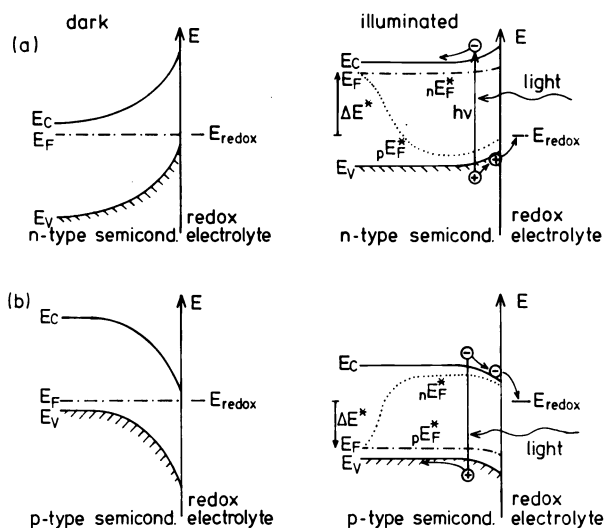 dark
illuminated
(a)
E
E
E_C
E_F
E_redox
E_V
n-type semicond.
redox
electrolyte
E_C
E_F
ΔE*
nE_F*
pE_F*
hν
light
E_redox
E_V
n-type semicond.
redox
electrolyte
(b)
E
E
E_C
E_F
E_redox
E_V
p-type semicond.
redox
electrolyte
E_C
nE_F*
E_redox
ΔE*
pE_F*
E_F
light
E_V
p-type semicond.
redox
electrolyte